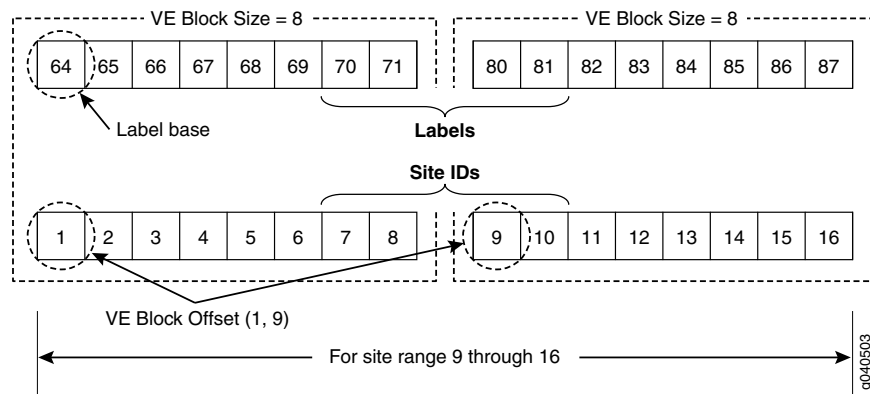 VE Block Size = 8 VE Block Size = 8
64 65 66 67 68 69 70 71 80 81 82 83 84 85 86 87
Label base
Labels
Site IDs
1 2 3 4 5 6 7 8 9 10 11 12 13 14 15 16
VE Block Offset (1, 9)
For site range 9 through 16
g040503